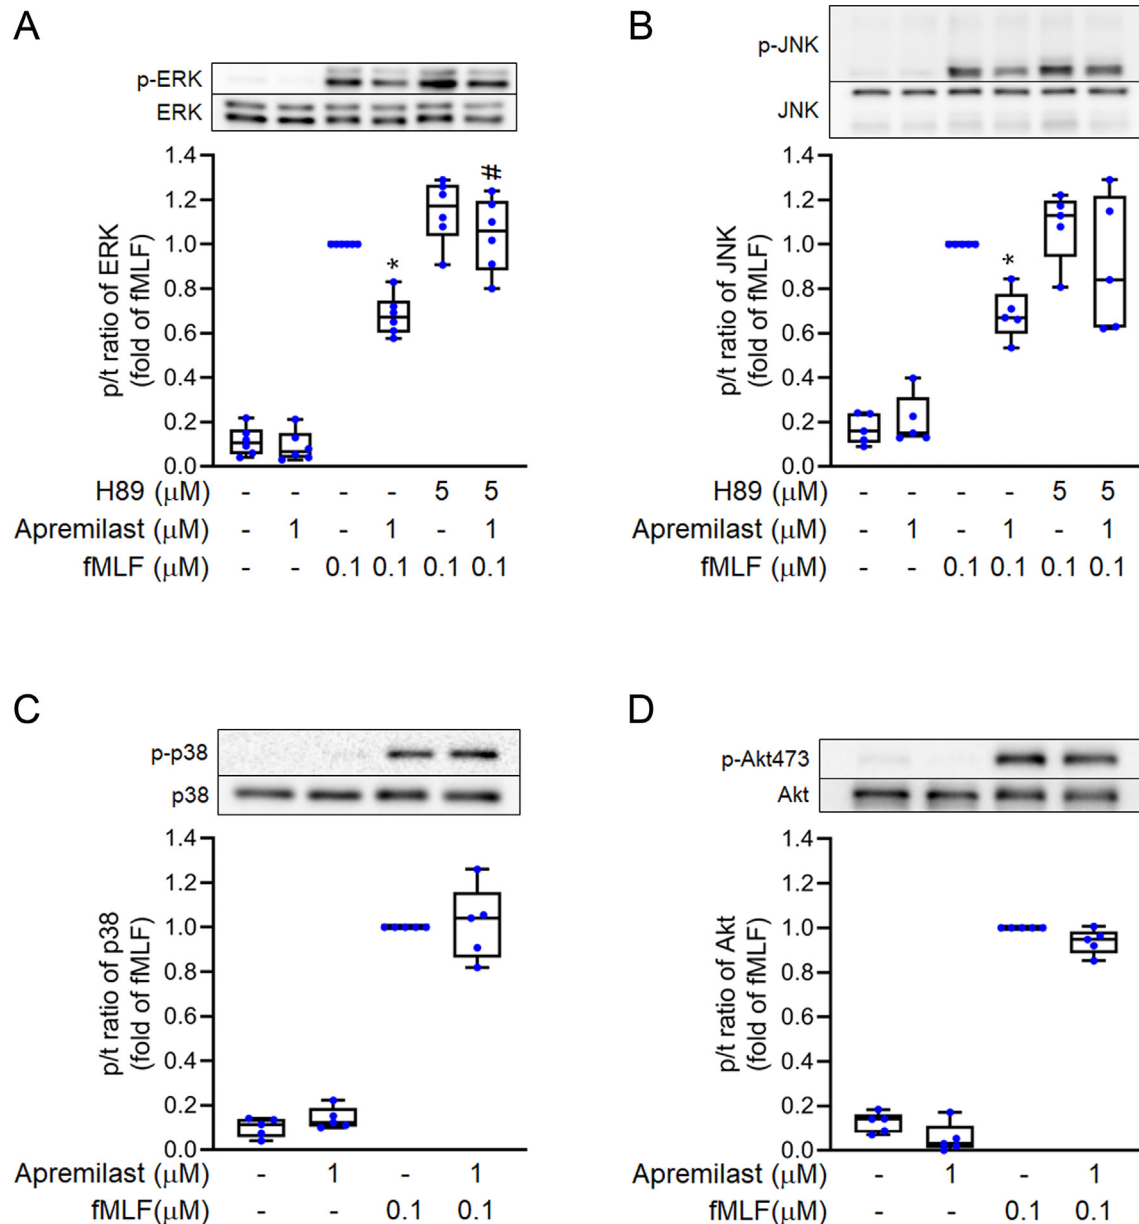 A
p-ERK
ERK
p/t ratio of ERK
(fold of fMLF)
1.4
1.2
1.0
0.8
0.6
0.4
0.2
0.0
*
#
H89 (μM) - - - - 5 5
Apremilast (μM) - 1 - 1 - 1
fMLF (μM) - - 0.1 0.1 0.1 0.1
B
p-JNK
JNK
p/t ratio of JNK
(fold of fMLF)
1.4
1.2
1.0
0.8
0.6
0.4
0.2
0.0
*
H89 (μM) - - - - 5 5
Apremilast (μM) - 1 - 1 - 1
fMLF (μM) - - 0.1 0.1 0.1 0.1
C
p-p38
p38
p/t ratio of p38
(fold of fMLF)
1.4
1.2
1.0
0.8
0.6
0.4
0.2
0.0
Apremilast (μM) - 1 - 1
fMLF(μM) - - 0.1 0.1
D
p-Akt473
Akt
p/t ratio of Akt
(fold of fMLF)
1.4
1.2
1.0
0.8
0.6
0.4
0.2
0.0
Apremilast (μM) - 1 - 1
fMLF(μM) - - 0.1 0.1